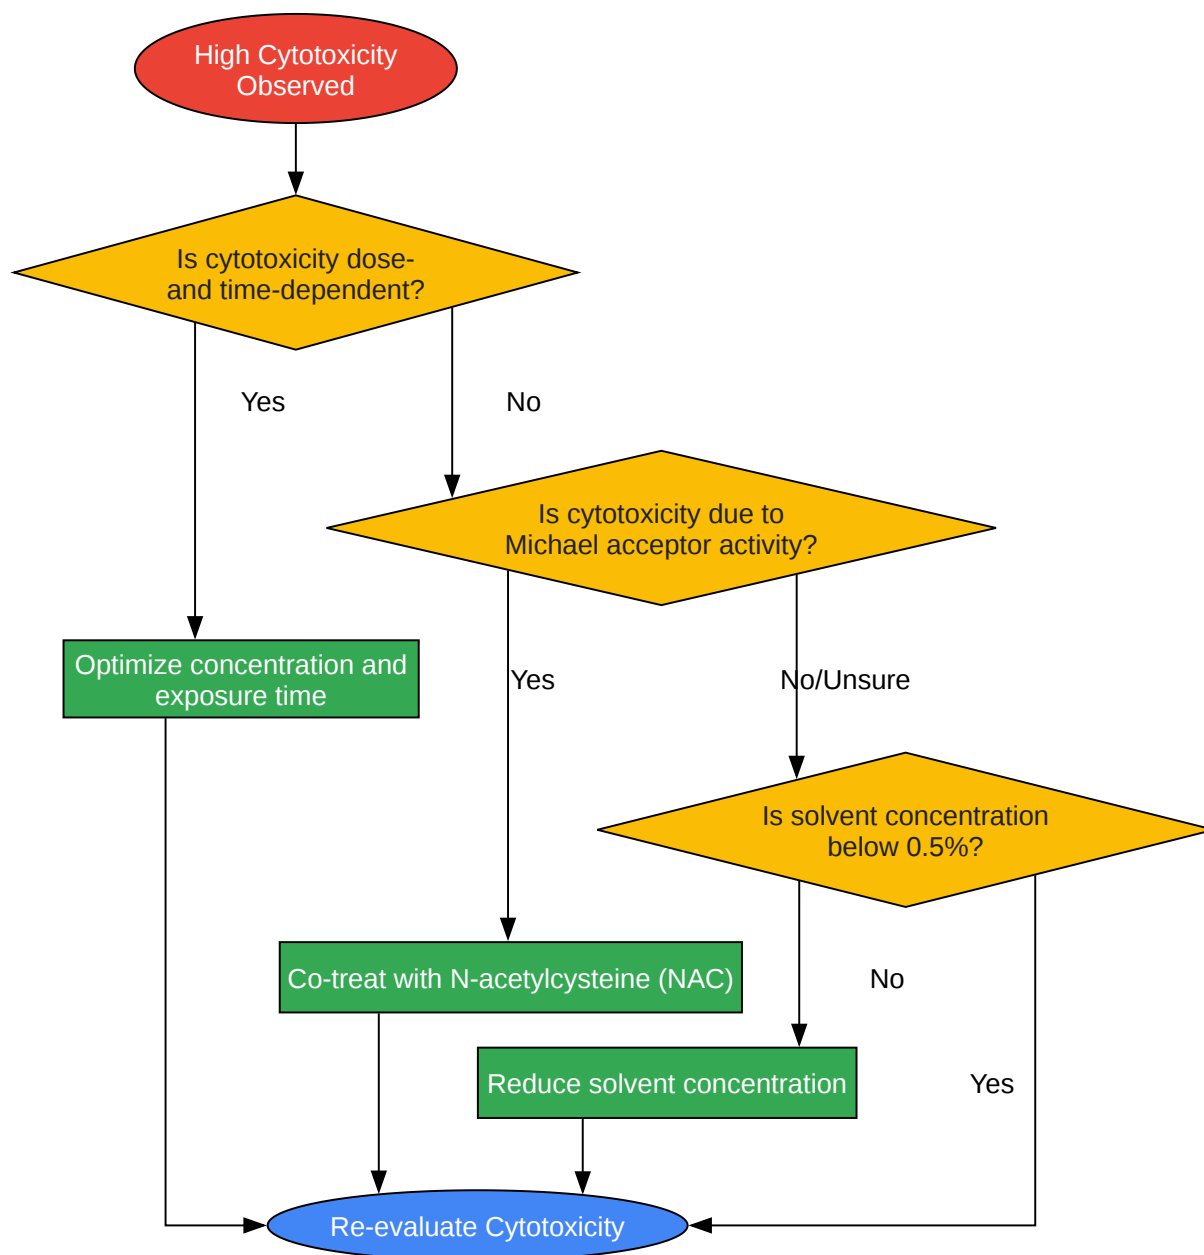 High Cytotoxicity
Observed
Is cytotoxicity dose-
and time-dependent?
Yes
No
Is cytotoxicity due to
Michael acceptor activity?
Optimize concentration and
exposure time
Yes
No/Unsure
Is solvent concentration
below 0.5%?
Co-treat with N-acetylcysteine (NAC)
No
Reduce solvent concentration
Yes
Re-evaluate Cytotoxicity